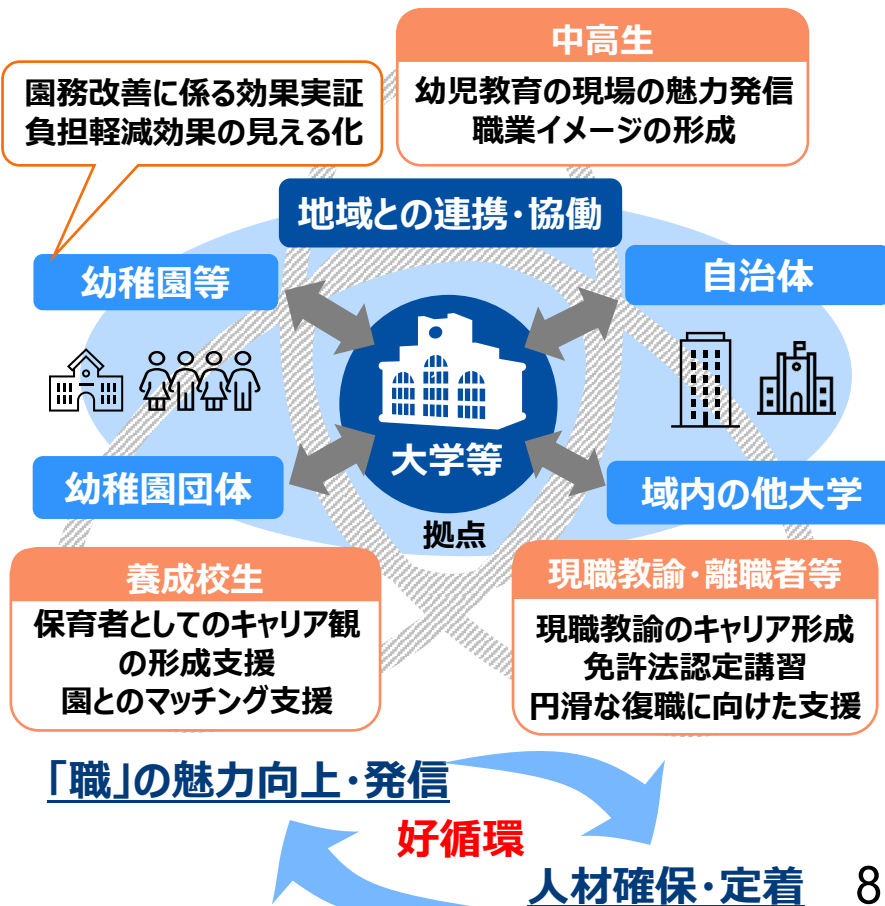 中高生
幼児教育の現場の魅力発信
職業イメージの形成
園務改善に係る効果実証
負担軽減効果の見える化
地域との連携・協働
幼稚園等
自治体
大学等
拠点
幼稚園団体
域内の他大学
養成校生
保育者としてのキャリア観
の形成支援
園とのマッチング支援
現職教諭・離職者等
現職教諭のキャリア形成
免許法認定講習
円滑な復職に向けた支援
「職」の魅力向上・発信
好循環
人材確保・定着
8